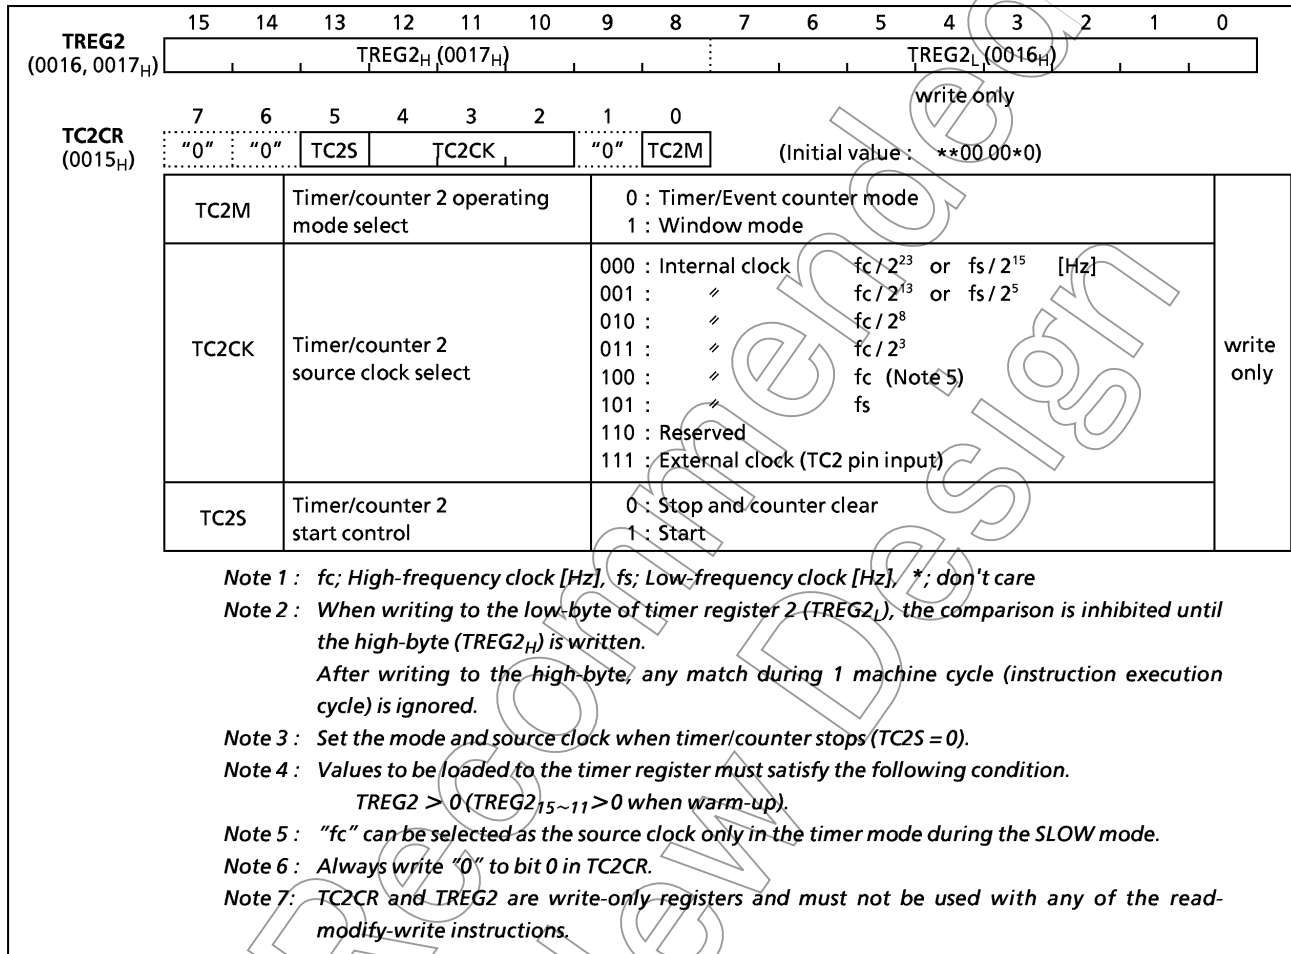 15 14 13 12 11 10 9 8 7 6 5 4 3 2 1 0
TREG2
(0016, 0017H)
TREG2H (0017H) TREG2L (0016H)
write only
7 6 5 4 3 2 1 0
TC2CR
(0015H)
"0" "0" TC2S TC2CK "0" TC2M (Initial value : **00 00*0)
TC2M
Timer/counter 2 operating
mode select
0 : Timer/Event counter mode
1 : Window mode
TC2CK
Timer/counter 2
source clock select
000 : Internal clock fc / 2²³ or fs / 2¹⁵ [Hz]
001 : 〃 fc / 2¹³ or fs / 2⁵
010 : 〃 fc / 2⁸
011 : 〃 fc / 2³
100 : 〃 fc (Note 5)
101 : 〃 fs
110 : Reserved
111 : External clock (TC2 pin input)
write
only
TC2S
Timer/counter 2
start control
0 : Stop and counter clear
1 : Start
Note 1 : fc; High-frequency clock [Hz], fs; Low-frequency clock [Hz], *; don't care
Note 2 : When writing to the low-byte of timer register 2 (TREG2L), the comparison is inhibited until
the high-byte (TREG2H) is written.
After writing to the high-byte, any match during 1 machine cycle (instruction execution
cycle) is ignored.
Note 3 : Set the mode and source clock when timer/counter stops (TC2S = 0).
Note 4 : Values to be loaded to the timer register must satisfy the following condition.
TREG2 > 0 (TREG215~11 > 0 when warm-up).
Note 5 : "fc" can be selected as the source clock only in the timer mode during the SLOW mode.
Note 6 : Always write "0" to bit 0 in TC2CR.
Note 7: TC2CR and TREG2 are write-only registers and must not be used with any of the read-
modify-write instructions.
Recommended
Design